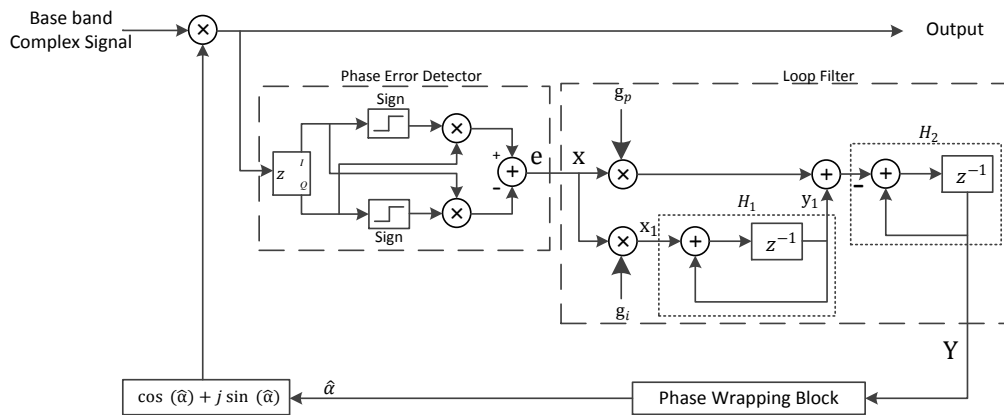 Base band
Complex Signal
×
Output
Phase Error Detector
Loop Filter
Sign
g_p
×
+
H_2
I
z
Q
+
-
e
x
×
+
-
+
z^{-1}
y_1
×
H_1
Sign
×
x_1
+
z^{-1}
g_i
Y
cos (α̂) + j sin (α̂)
α̂
Phase Wrapping Block